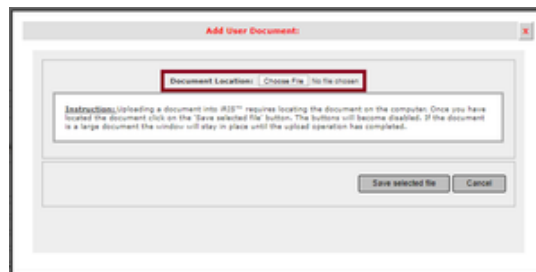 Add User Document:
X
Document Location: Choose File No file chosen
Instruction: Uploading a document into iRIS™ requires locating the document on the computer. Once you have
located the document click on the 'Save selected file' button. The buttons will become disabled. If the document
is a large document the window will stay in place until the upload operation has completed.
Save selected file Cancel